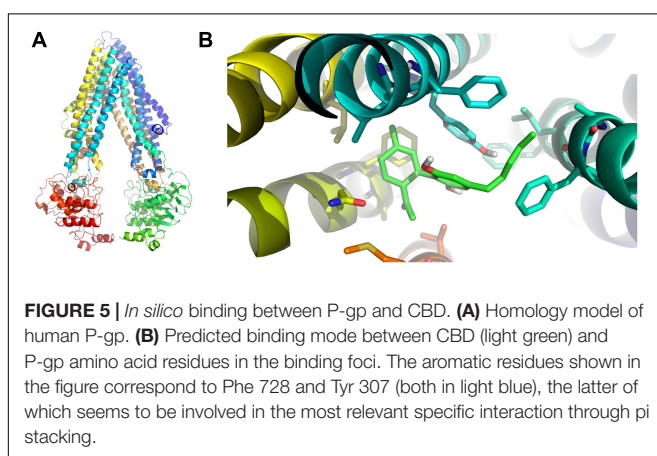 A
B
FIGURE 5 | In silico binding between P-gp and CBD. (A) Homology model of
human P-gp. (B) Predicted binding mode between CBD (light green) and
P-gp amino acid residues in the binding foci. The aromatic residues shown in
the figure correspond to Phe 728 and Tyr 307 (both in light blue), the latter of
which seems to be involved in the most relevant specific interaction through pi
stacking.